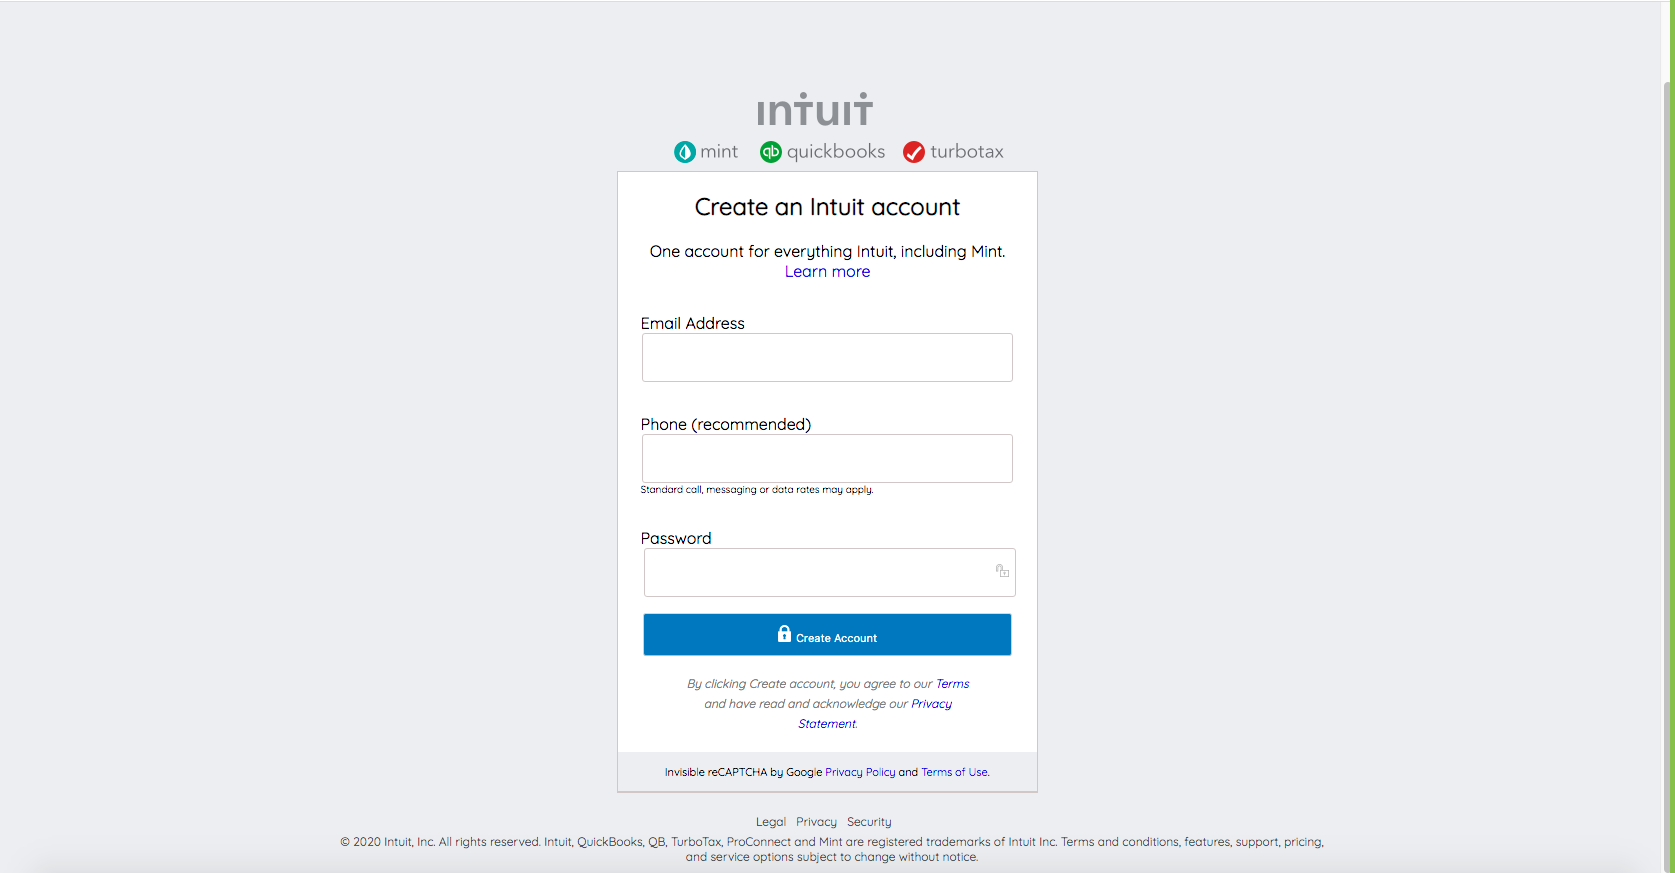 intuit
mint qb quickbooks turbotax
Create an Intuit account
One account for everything Intuit, including Mint.
Learn more
Email Address
Phone (recommended)
Standard call, messaging or data rates may apply.
Password
Create Account
By clicking Create account, you agree to our Terms
and have read and acknowledge our Privacy
Statement.
Invisible reCAPTCHA by Google Privacy Policy and Terms of Use.
Legal Privacy Security
© 2020 Intuit, Inc. All rights reserved. Intuit, QuickBooks, QB, TurboTax, ProConnect and Mint are registered trademarks of Intuit Inc. Terms and conditions, features, support, pricing,
and service options subject to change without notice.